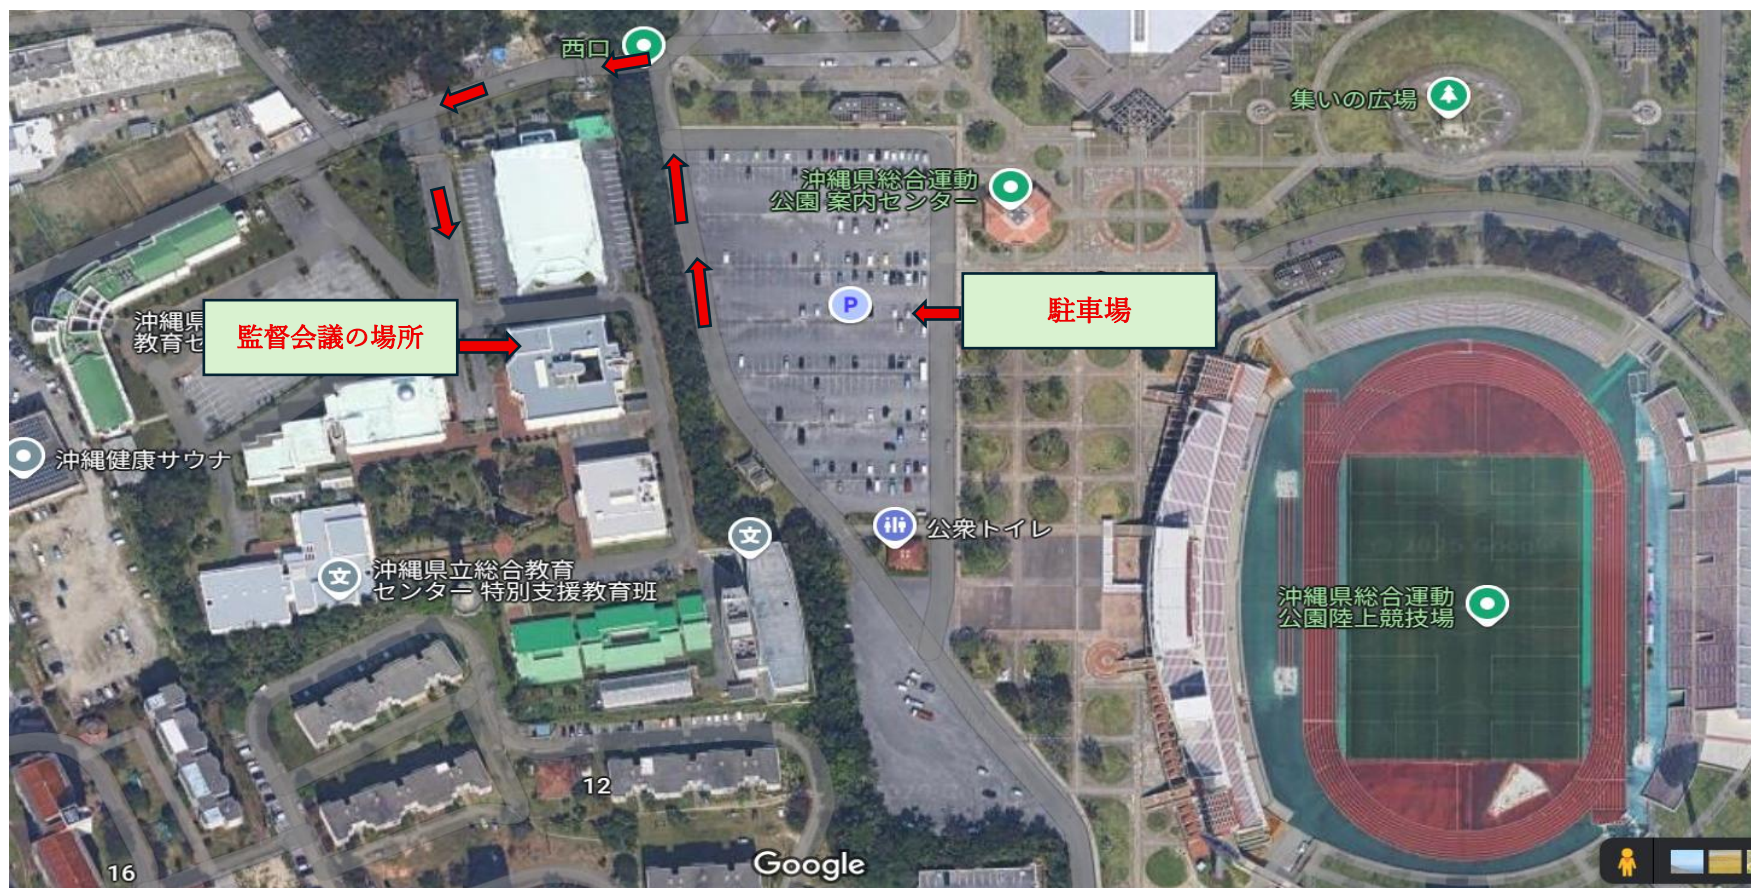 西口
集いの広場
沖縄県総合運動
公園 案内センター
P
駐車場
沖縄県
教育セ
監督会議の場所
沖縄健康サウナ
公衆トイレ
文
沖縄県立総合教育
センター 特別支援教育班
文
沖縄県総合運動
公園陸上競技場
12
16
Google